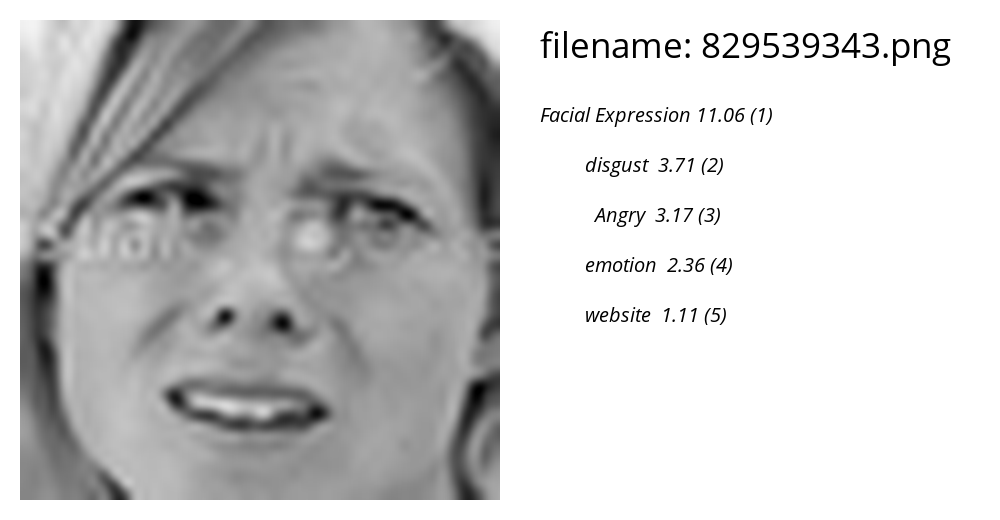 filename: 829539343.png
Facial Expression 11.06 (1)
disgust 3.71 (2)
Angry 3.17 (3)
emotion 2.36 (4)
website 1.11 (5)